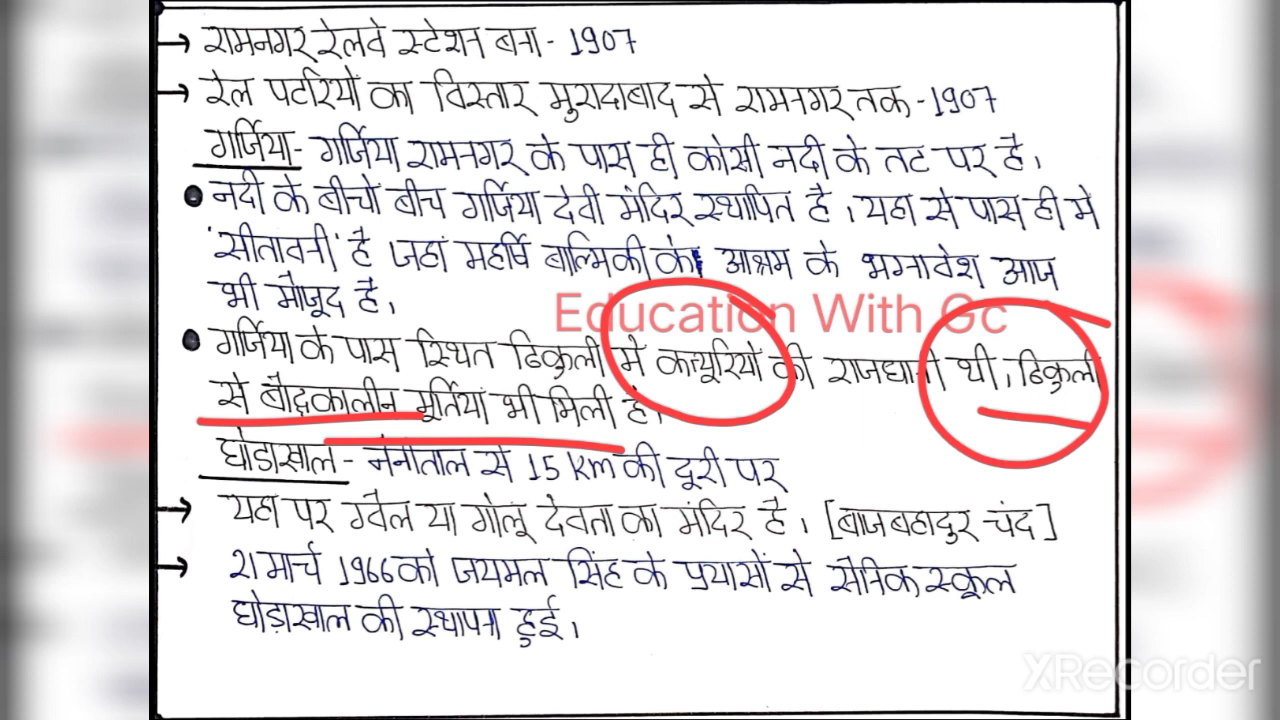 → रामनगर रेलवे स्टेशन बना - 1907
→ रेल पटरियों का विस्तार मुरादाबाद से रामनगर तक - 1907
गर्जिया - गर्जिया रामनगर के पास ही कोसी नदी के तट पर है।
● नदी के बीचो बीच गर्जिया देवी मंदिर स्थापित है। यहा से पास ही मे
'सीतावनी' है जहां महर्षि बाल्मिकी के आश्रम के भग्नावेश आज
भी मौजूद है।
Education With Gc
● गर्जिया के पास स्थित ढिकुली में कत्यूरियो की राजधानी थी, ढिकुली
से बौद्धकालीन मूर्तियां भी मिली है।
घोडाखाल - नैनीताल से 15 km की दूरी पर
→ यहा पर ग्वैल या गोलू देवता का मंदिर है। [बाजबहादुर चंद]
→ 21 मार्च 1966 को जयमल सिंह के प्रयासों से सैनिक स्कूल
घोड़ाखाल की स्थापना हुई।
XRecorder